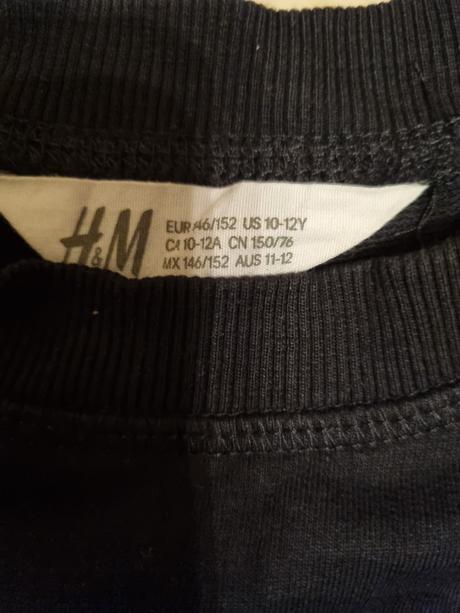 H&M
EUR 146/152 US 10-12Y
CA 10-12A CN 150/76
MX 146/152 AUS 11-12